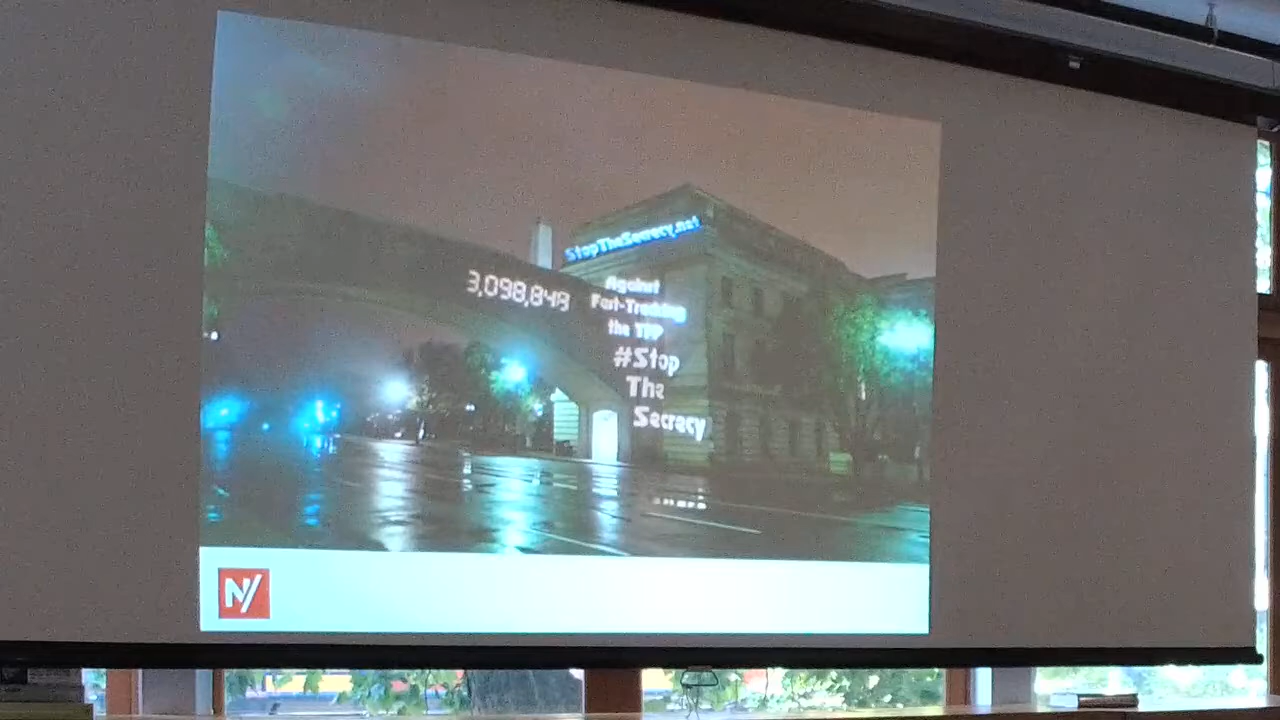 StopTheSecrecy.net
3,098,848
Against
Fast-Tracking
the TPP
#Stop
The
Secrecy
N/